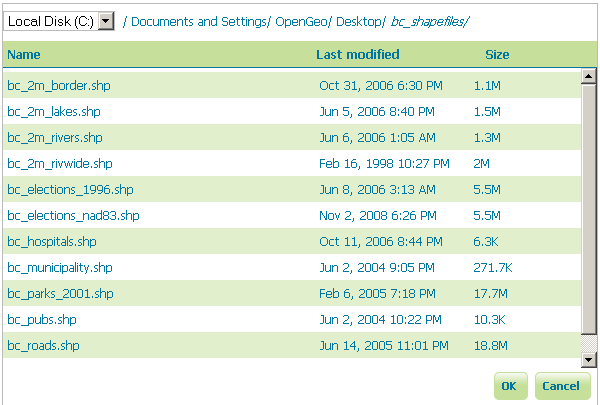 Local Disk (C:) / Documents and Settings/ OpenGeo/ Desktop/ bc_shapefiles/
Name Last modified Size
bc_2m_border.shp Oct 31, 2006 6:30 PM 1.1M
bc_2m_lakes.shp Jun 5, 2006 8:40 PM 1.5M
bc_2m_rivers.shp Jun 6, 2006 1:05 AM 1.3M
bc_2m_rivwide.shp Feb 16, 1998 10:27 PM 2M
bc_elections_1996.shp Jun 8, 2006 3:13 AM 5.5M
bc_elections_nad83.shp Nov 2, 2008 6:26 PM 5.5M
bc_hospitals.shp Oct 11, 2006 8:44 PM 6.3K
bc_municipality.shp Jun 2, 2004 9:05 PM 271.7K
bc_parks_2001.shp Feb 6, 2005 7:18 PM 17.7M
bc_pubs.shp Jun 2, 2004 10:22 PM 10.3K
bc_roads.shp Jun 14, 2005 11:01 PM 18.8M
OK Cancel